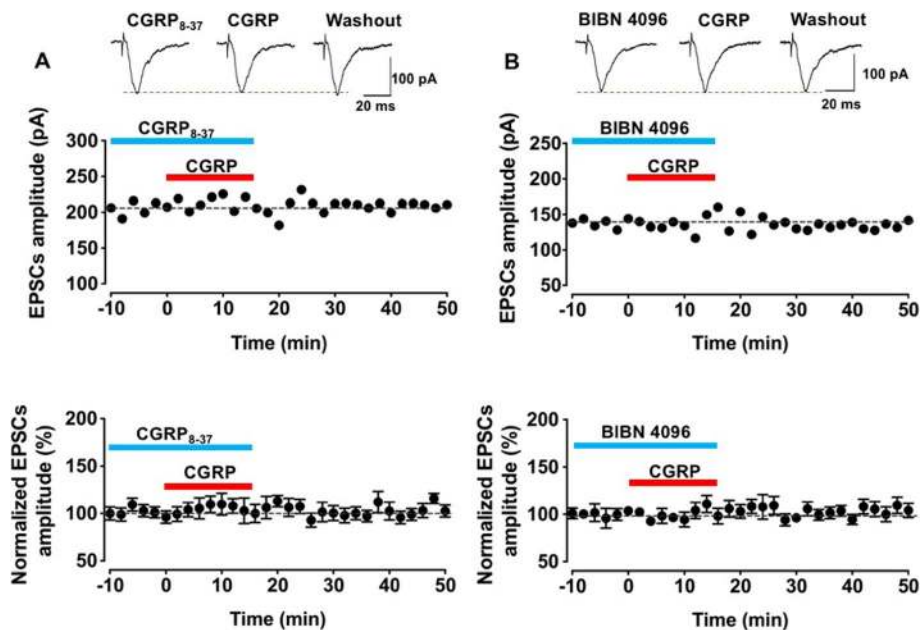 CGRP8-37 CGRP Washout
A
100 pA
20 ms
CGRP8-37
CGRP
EPSCs amplitude (pA)
300
250
200
150
100
-10 0 10 20 30 40 50
Time (min)
BIBN 4096 CGRP Washout
B
100 pA
20 ms
BIBN 4096
CGRP
EPSCs amplitude (pA)
250
200
150
100
50
-10 0 10 20 30 40 50
Time (min)
CGRP8-37
CGRP
Normalized EPSCs
amplitude (%)
200
150
100
50
-10 0 10 20 30 40 50
Time (min)
BIBN 4096
CGRP
Normalized EPSCs
amplitude (%)
200
150
100
50
-10 0 10 20 30 40 50
Time (min)